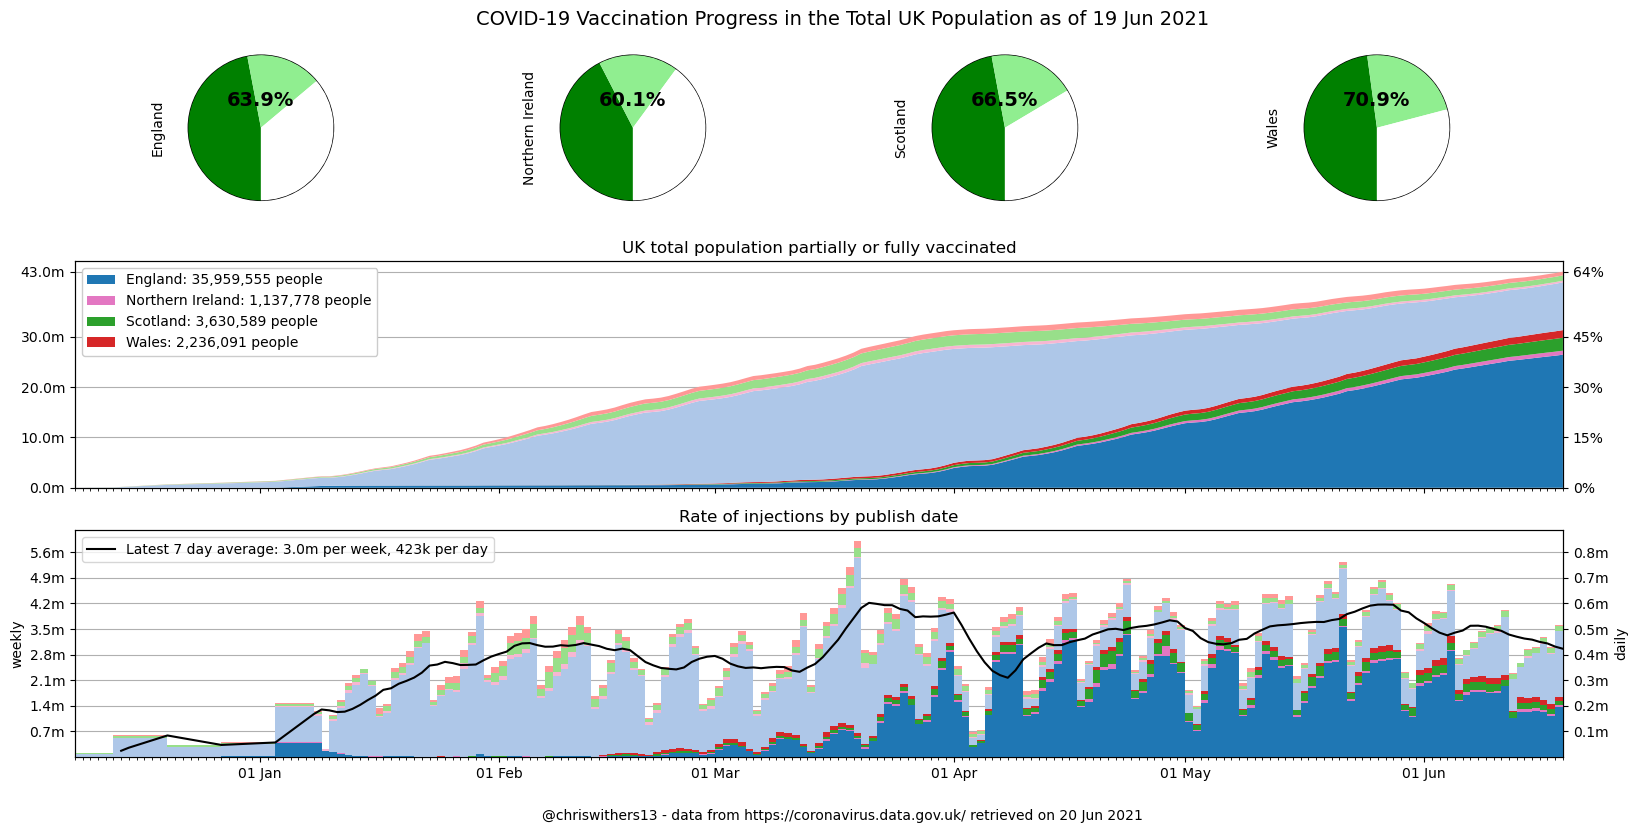 COVID-19 Vaccination Progress in the Total UK Population as of 19 Jun 2021
England
63.9%
Northern Ireland
60.1%
Scotland
66.5%
Wales
70.9%
UK total population partially or fully vaccinated
England: 35,959,555 people
Northern Ireland: 1,137,778 people
Scotland: 3,630,589 people
Wales: 2,236,091 people
43.0m
30.0m
20.0m
10.0m
0.0m
64%
45%
30%
15%
0%
Rate of injections by publish date
Latest 7 day average: 3.0m per week, 423k per day
weekly
5.6m
4.9m
4.2m
3.5m
2.8m
2.1m
1.4m
0.7m
0.8m
0.7m
0.6m
0.5m
0.4m
0.3m
0.2m
0.1m
daily
01 Jan
01 Feb
01 Mar
01 Apr
01 May
01 Jun
@chriswithers13 - data from https://coronavirus.data.gov.uk/ retrieved on 20 Jun 2021